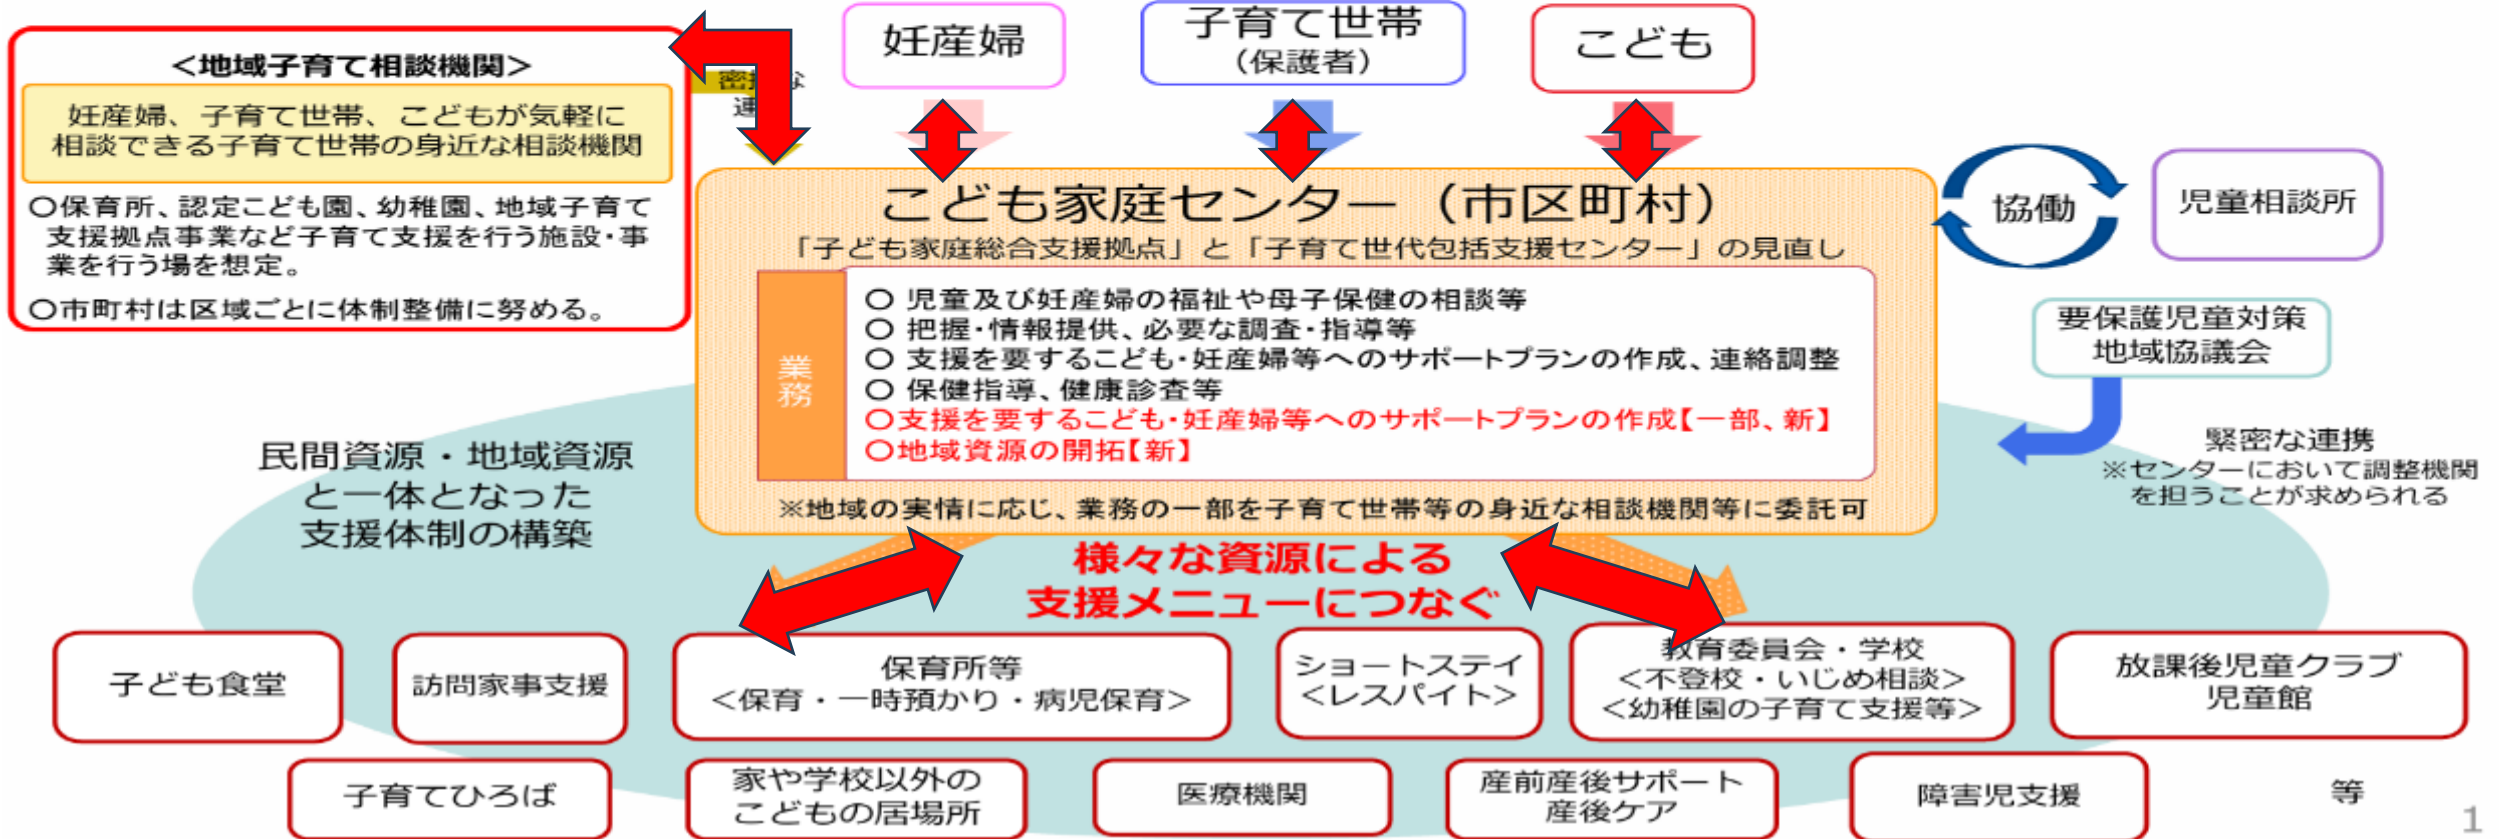 <地域子育て相談機関>
妊産婦、子育て世帯、こどもが気軽に
相談できる子育て世帯の身近な相談機関
〇保育所、認定こども園、幼稚園、地域子育て
支援拠点事業など子育て支援を行う施設・事
業を行う場を想定。
〇市町村は区域ごとに体制整備に努める。
密
な
連
妊産婦
子育て世帯
（保護者）
こども
こども家庭センター（市区町村）
「子ども家庭総合支援拠点」と「子育て世代包括支援センター」の見直し
業務
〇 児童及び妊産婦の福祉や母子保健の相談等
〇 把握・情報提供、必要な調査・指導等
〇 支援を要するこども・妊産婦等へのサポートプランの作成、連絡調整
〇 保健指導、健康診査等
〇支援を要するこども・妊産婦等へのサポートプランの作成【一部、新】
〇地域資源の開拓【新】
※地域の実情に応じ、業務の一部を子育て世帯等の身近な相談機関等に委託可
協働
児童相談所
要保護児童対策
地域協議会
緊密な連携
※センターにおいて調整機関
を担うことが求められる
民間資源・地域資源
と一体となった
支援体制の構築
様々な資源による
支援メニューにつなぐ
子ども食堂
訪問家事支援
保育所等
<保育・一時預かり・病児保育>
ショートステイ
<レスパイト>
教育委員会・学校
<不登校・いじめ相談>
<幼稚園の子育て支援等>
放課後児童クラブ
児童館
子育てひろば
家や学校以外の
こどもの居場所
医療機関
産前産後サポート
産後ケア
障害児支援
等
1